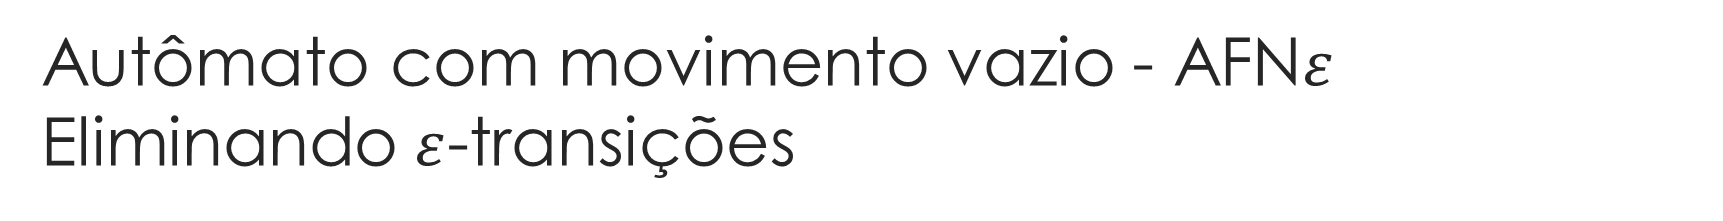 Autômato com movimento vazio - AFNε
Eliminando ε-transições